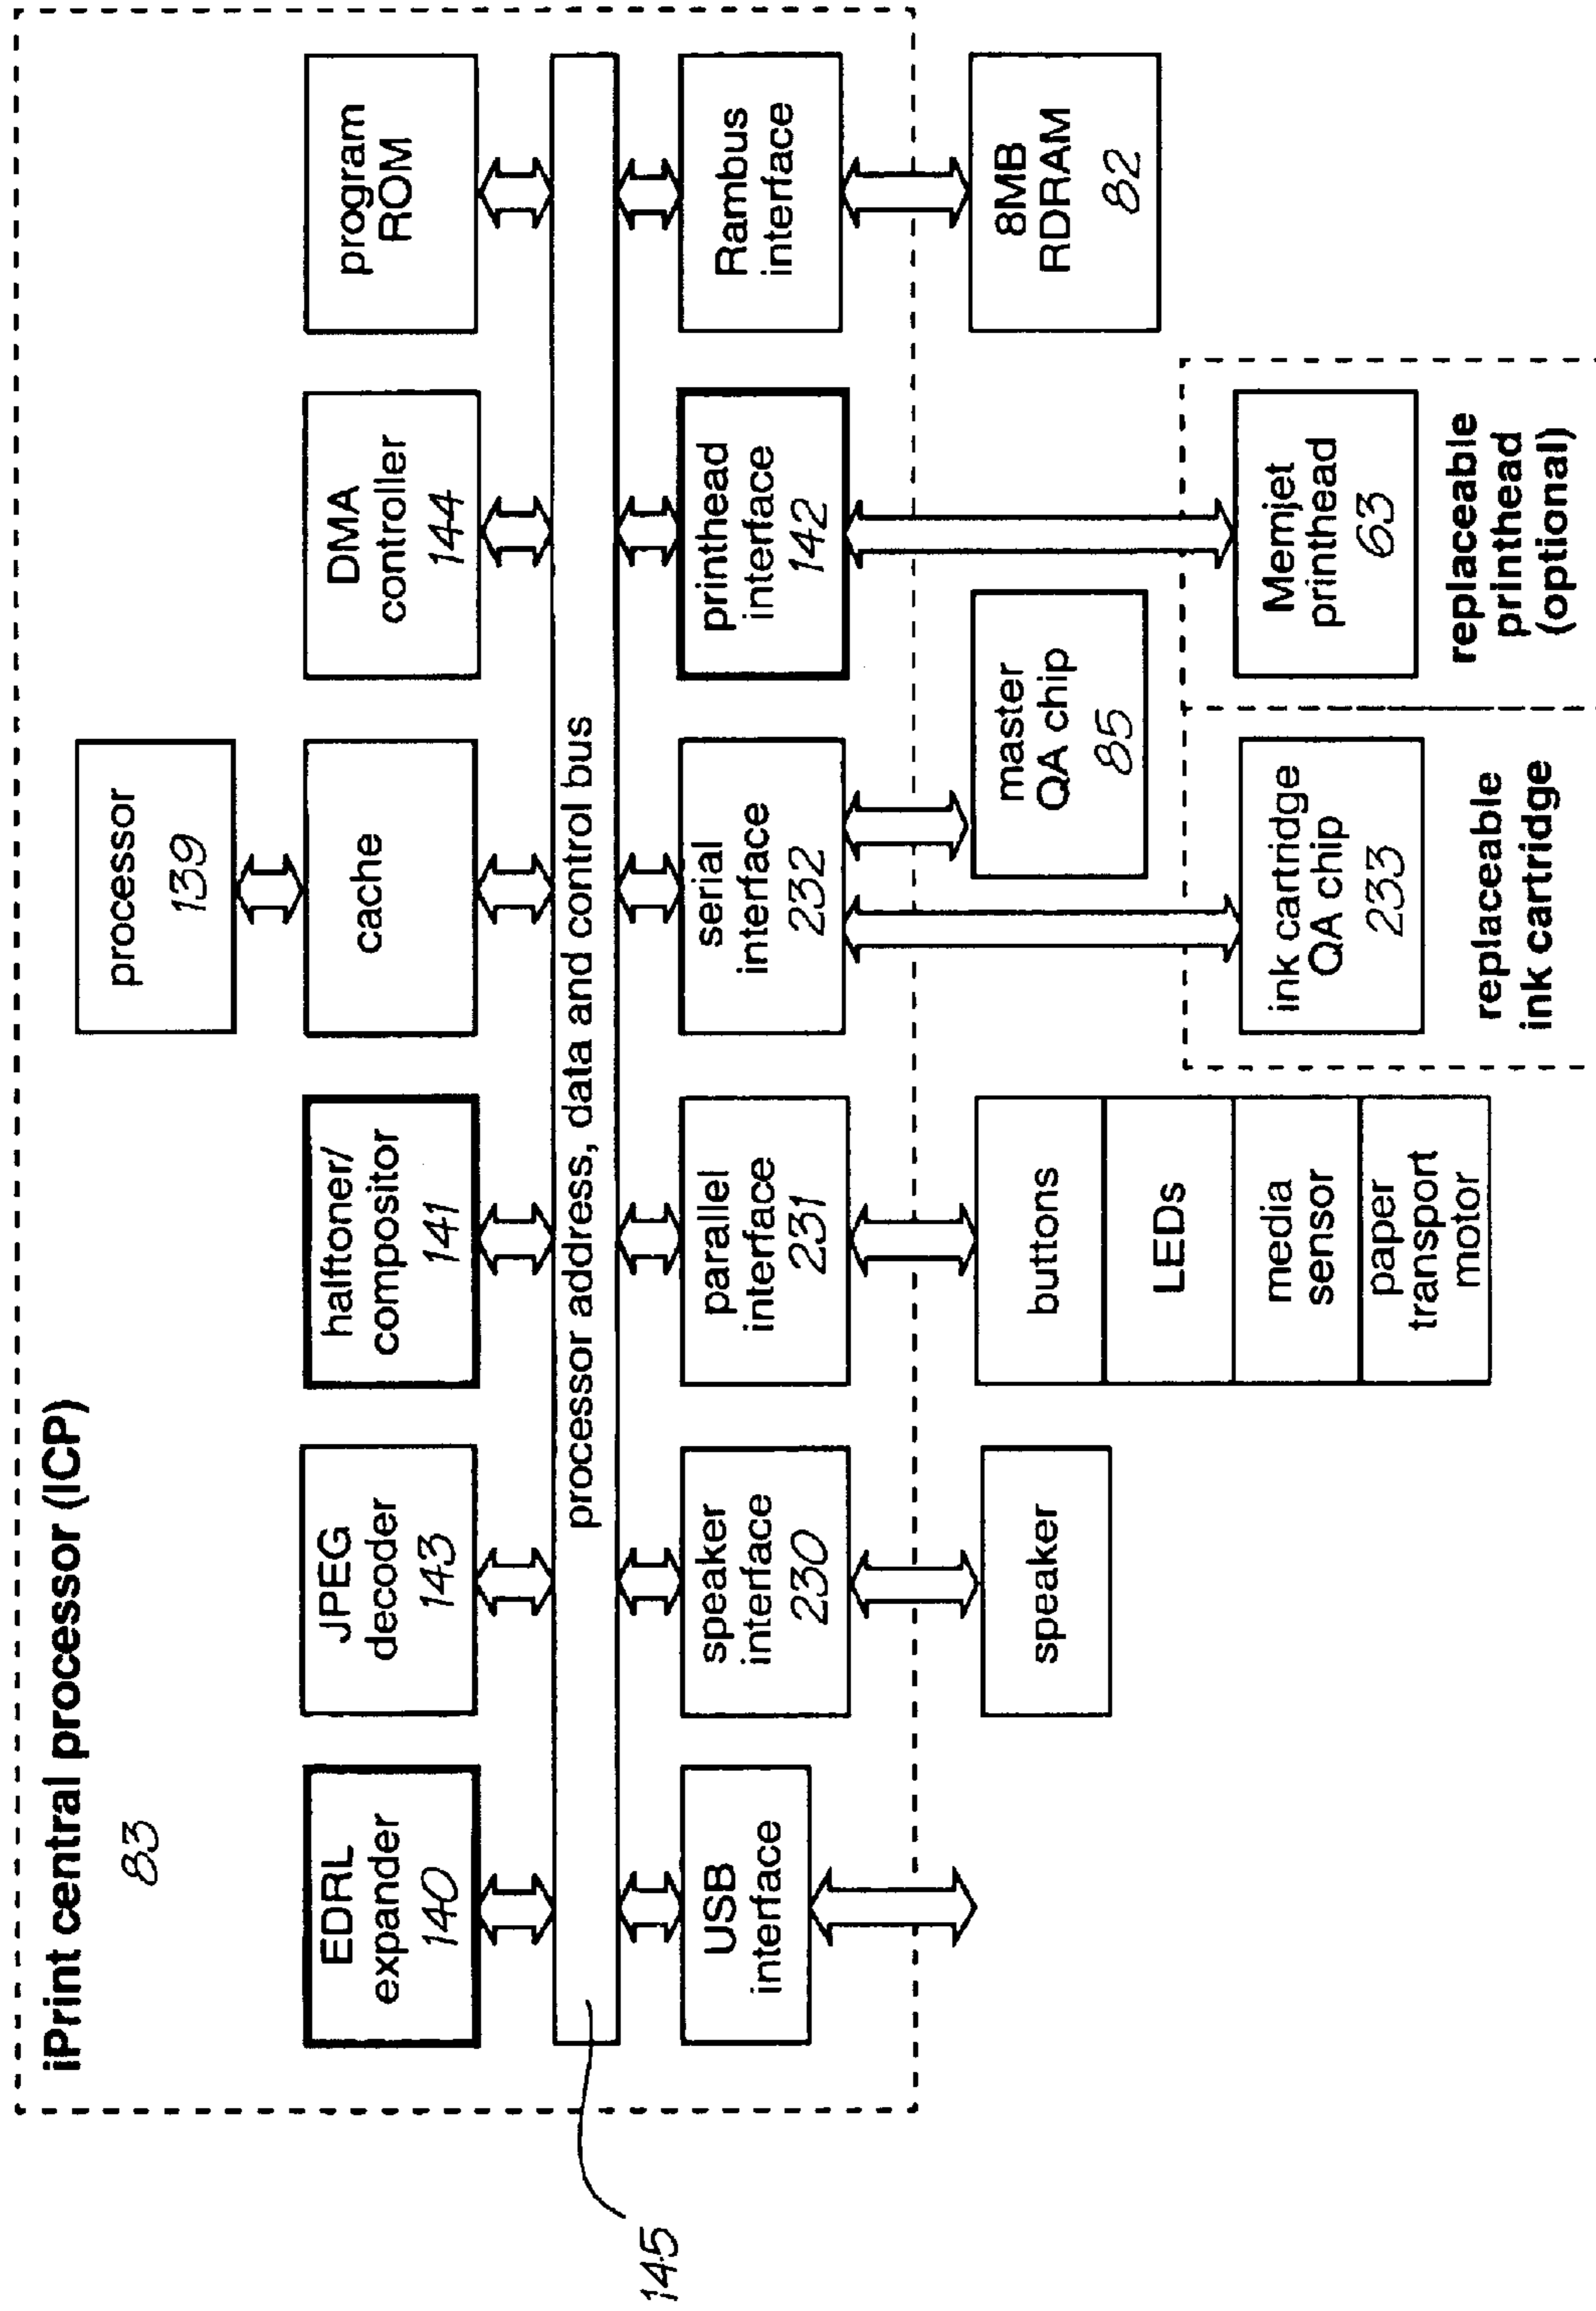 iPrint central processor (ICP)
83
processor
139
EDRL
expander
140
JPEG
decoder
143
halftoner/
compositor
141
cache
DMA
controller
144
program
ROM
processor address, data and control bus
145
USB
interface
speaker
interface
230
parallel
interface
231
serial
interface
232
printhead
interface
142
Rambus
interface
speaker
buttons
LEDs
media
sensor
paper
transport
motor
master
QA chip
85
8MB
RDRAM
82
ink cartridge
QA chip
233
replaceable
ink cartridge
Memjet
printhead
63
replaceable
printhead
(optional)